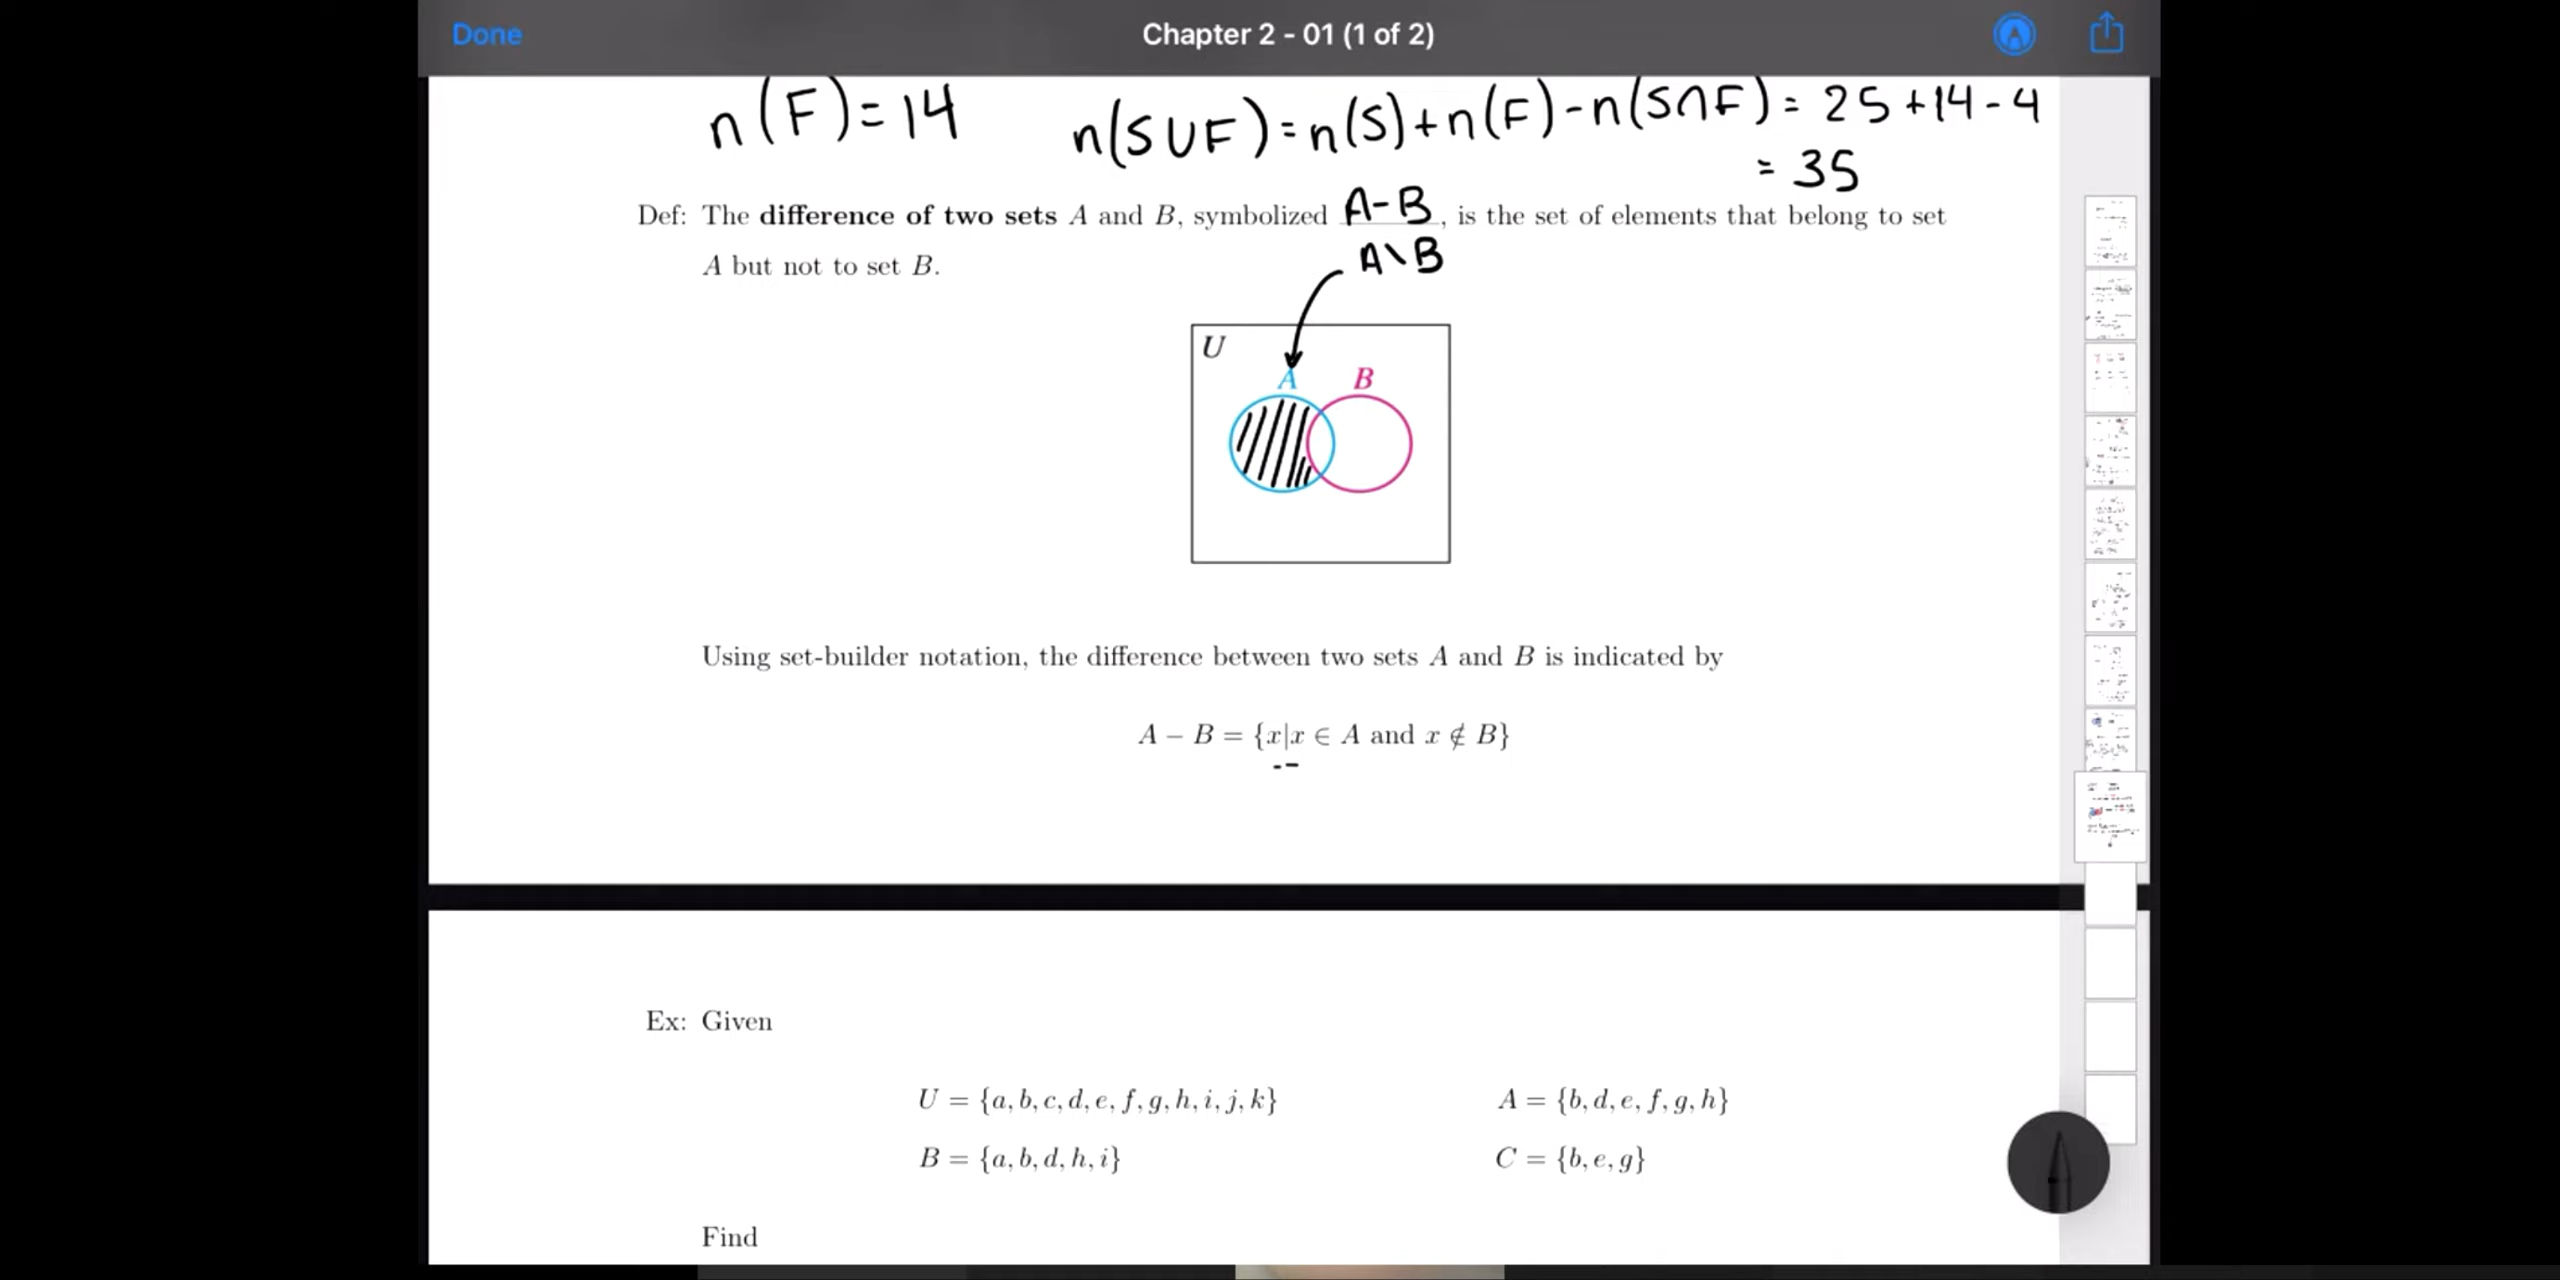 Done
Chapter 2 - 01 (1 of 2)
n(F)=14
n(S∪F)=n(S)+n(F)-n(S∩F)= 25+14-4
= 35
Def: The difference of two sets A and B, symbolized A-B, is the set of elements that belong to set
A\B
A but not to set B.
U
A B
Using set-builder notation, the difference between two sets A and B is indicated by
A − B = {x|x ∈ A and x ∉ B}
Ex: Given
U = {a, b, c, d, e, f, g, h, i, j, k} A = {b, d, e, f, g, h}
B = {a, b, d, h, i} C = {b, e, g}
Find